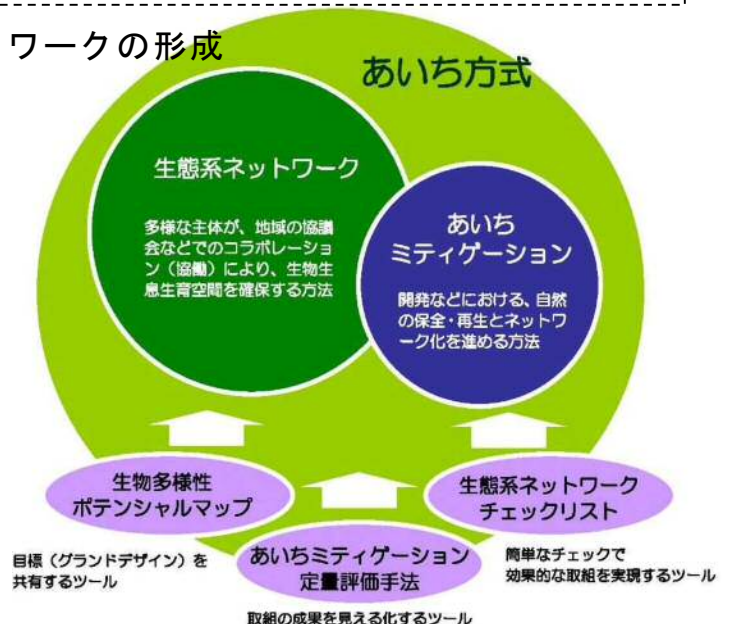 ワークの形成
あいち方式
生態系ネットワーク
多様な主体が、地域の協議
会などでのコラボレーショ
ン（協働）により、生物生
息生育空間を確保する方法
あいち
ミティゲーション
開発などにおける、自然
の保全・再生とネットワ
ーク化を進める方法
生物多様性
ポテンシャルマップ
目標（グランドデザイン）を
共有するツール
あいちミティゲーション
定量評価手法
取組の成果を見える化するツール
生態系ネットワーク
チェックリスト
簡単なチェックで
効果的な取組を実現するツール